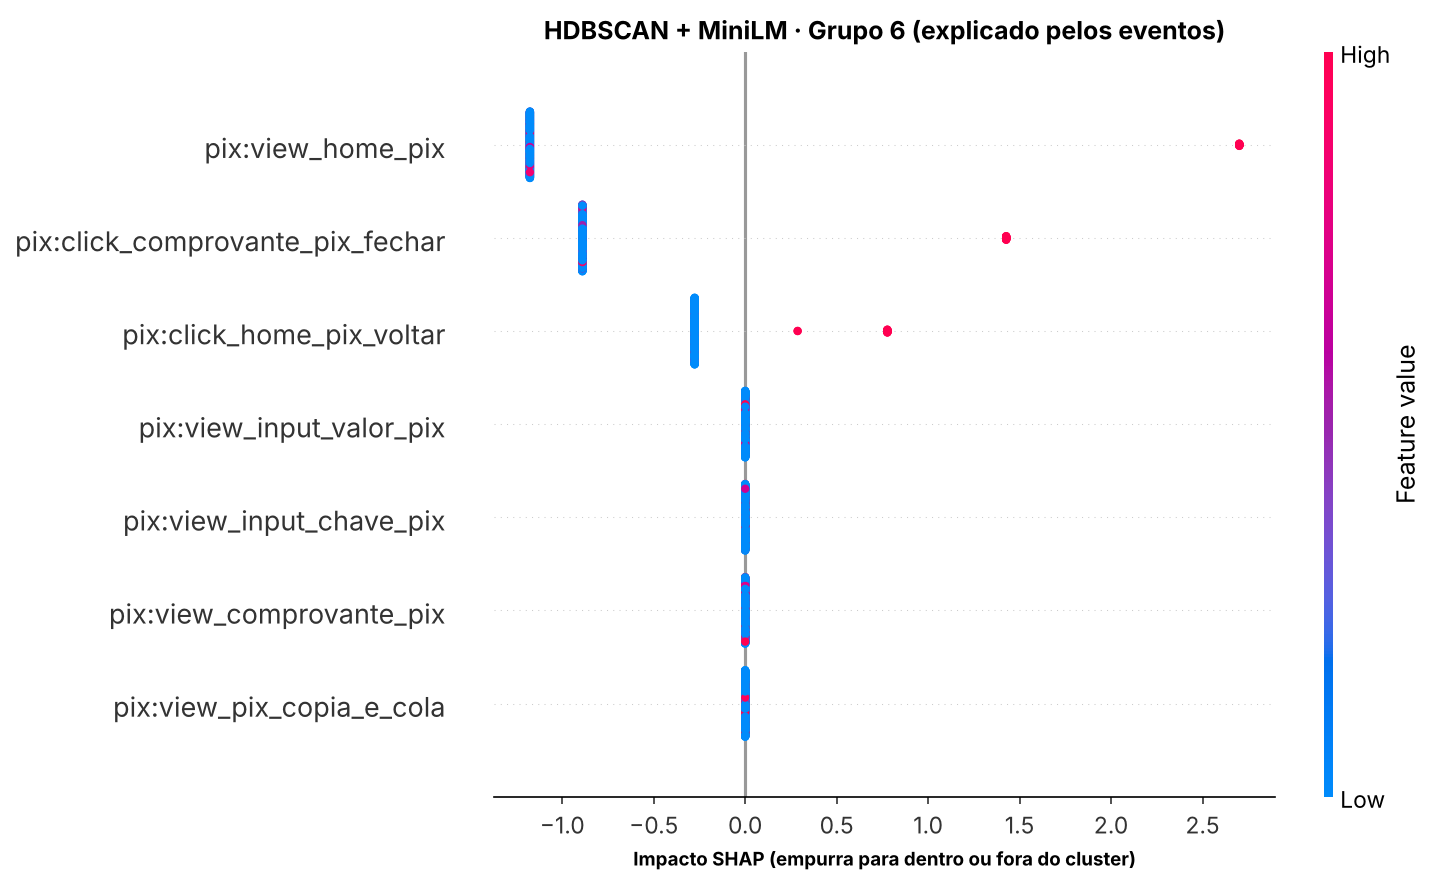 HDBSCAN + MiniLM · Grupo 6 (explicado pelos eventos)
High
pix:view_home_pix
pix:click_comprovante_pix_fechar
pix:click_home_pix_voltar
pix:view_input_valor_pix
pix:view_input_chave_pix
pix:view_comprovante_pix
pix:view_pix_copia_e_cola
Feature value
Low
−1.0 −0.5 0.0 0.5 1.0 1.5 2.0 2.5
Impacto SHAP (empurra para dentro ou fora do cluster)